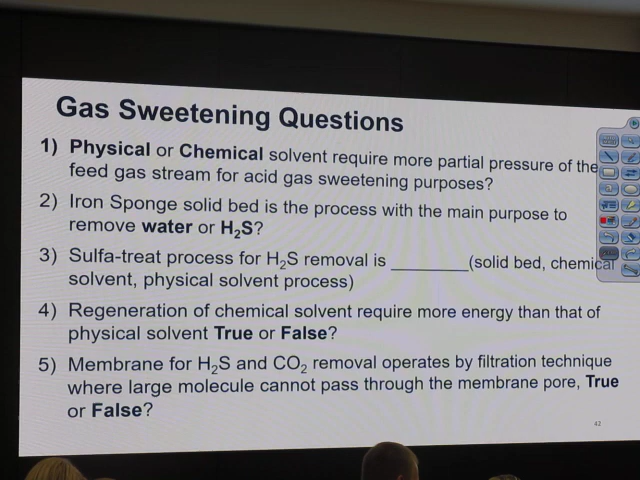 Gas Sweetening Questions
1) Physical or Chemical solvent require more partial pressure of the
feed gas stream for acid gas sweetening purposes?
2) Iron Sponge solid bed is the process with the main purpose to
remove water or H₂S?
3) Sulfa-treat process for H₂S removal is ________(solid bed, chemical
solvent, physical solvent process)
4) Regeneration of chemical solvent require more energy than that of
physical solvent True or False?
5) Membrane for H₂S and CO₂ removal operates by filtration technique
where large molecule cannot pass through the membrane pore, True
or False?
42